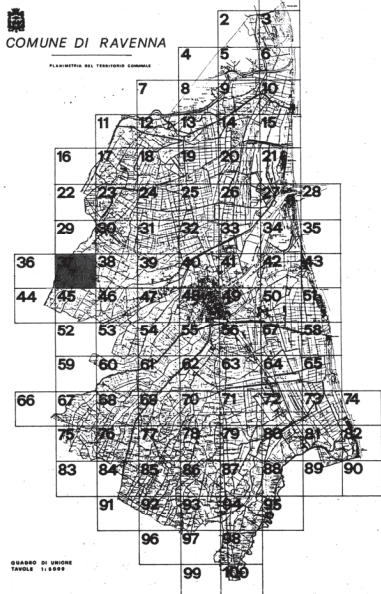 COMUNE DI RAVENNA
PLANIMETRIA DEL TERRITORIO COMUNALE
2 3
4 5 6
7 8 9 10
11 12 13 14 15
16 17 18 19 20 21
22 23 24 25 26 27 28
29 30 31 32 33 34 35
36 37 38 39 40 41 42 43
44 45 46 47 48 49 50 51
52 53 54 55 56 57 58
59 60 61 62 63 64 65
66 67 68 69 70 71 72 73 74
75 76 77 78 79 80 81 82
83 84 85 86 87 88 89 90
91 92 93 94 95
96 97 98
99 100
QUADRO DI UNIONE
TAVOLE 1:5000